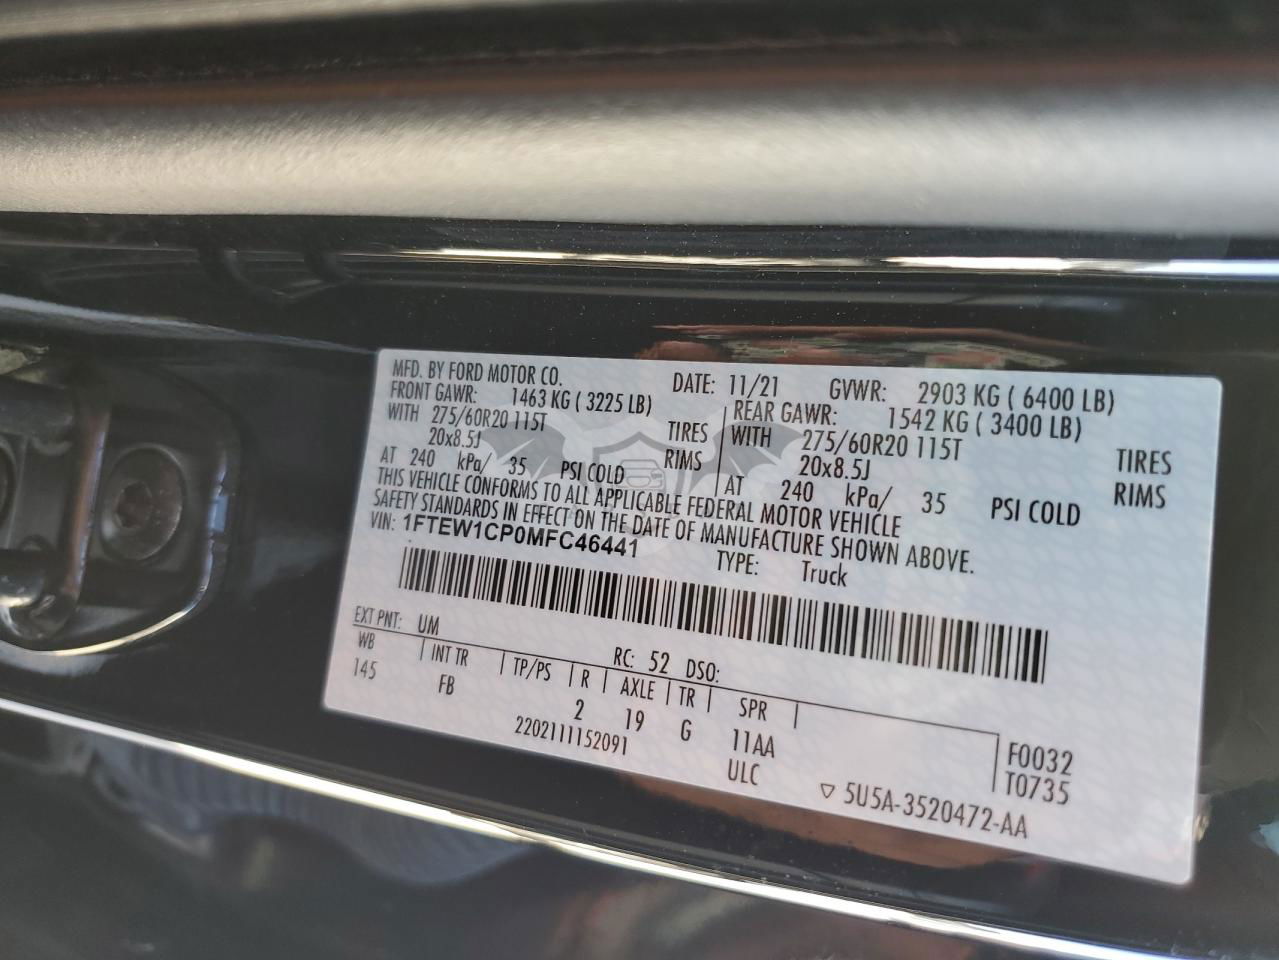 MFD. BY FORD MOTOR CO. DATE: 11/21 GVWR: 2903 KG ( 6400 LB)
FRONT GAWR: 1463 KG ( 3225 LB) REAR GAWR: 1542 KG ( 3400 LB)
WITH 275/60R20 115T TIRES WITH 275/60R20 115T TIRES
20x8.5J RIMS 20x8.5J RIMS
AT 240 kPa/ 35 PSI COLD AT 240 kPa/ 35 PSI COLD
THIS VEHICLE CONFORMS TO ALL APPLICABLE FEDERAL MOTOR VEHICLE
SAFETY STANDARDS IN EFFECT ON THE DATE OF MANUFACTURE SHOWN ABOVE.
VIN: 1FTEW1CP0MFC46441 TYPE: Truck
EXT PNT: UM RC: 52 DSO:
WB INT TR TP/PS R AXLE TR SPR
145 FB 2 19 G 11AA F0032
2202111152091 ULC T0735
▽ 5U5A-3520472-AA